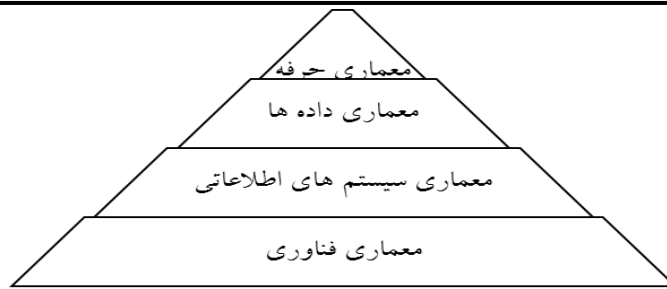 معماری حرفه
معماری داده ها
معماری سیستم های اطلاعاتی
معماری فناوری